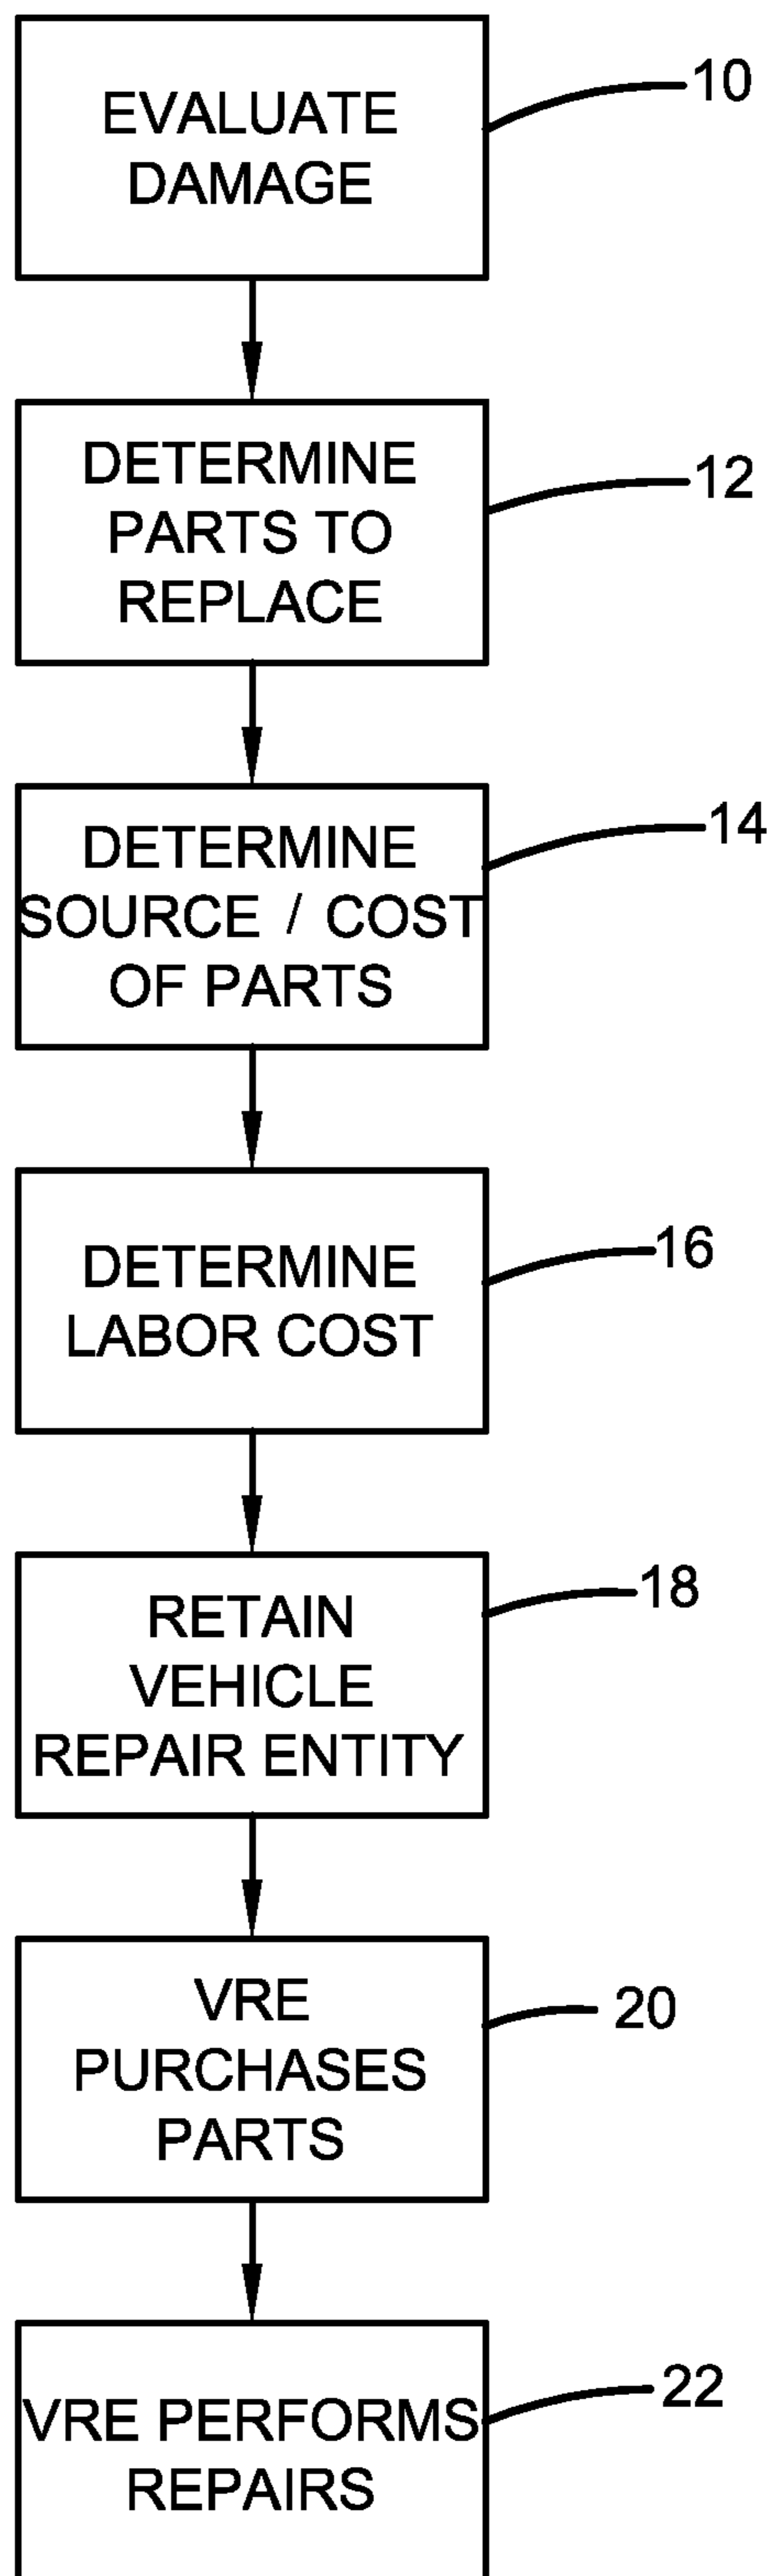 EVALUATE
DAMAGE
10
DETERMINE
PARTS TO
REPLACE
12
DETERMINE
SOURCE / COST
OF PARTS
14
DETERMINE
LABOR COST
16
RETAIN
VEHICLE
REPAIR ENTITY
18
VRE
PURCHASES
PARTS
20
VRE PERFORMS
REPAIRS
22